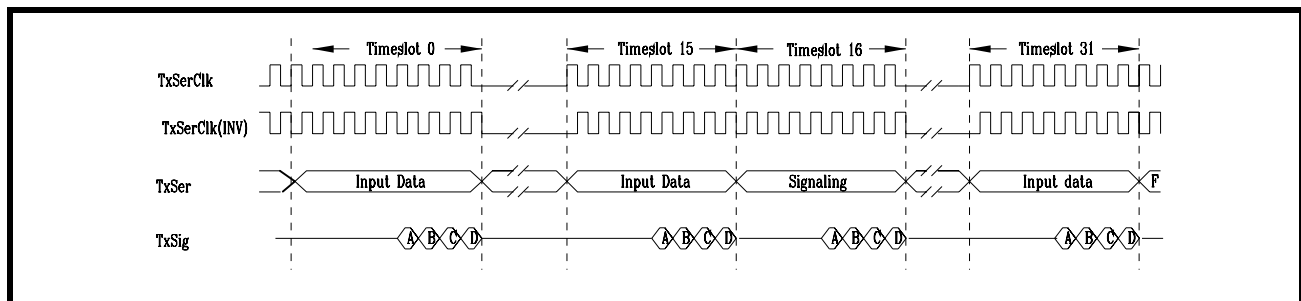 Timeslot 0 Timeslot 15 Timeslot 16 Timeslot 31
TxSerClk
TxSerClk(INV)
TxSer Input Data Input Data Signaling Input data F
TxSig A B C D A B C D A B C D A B C D